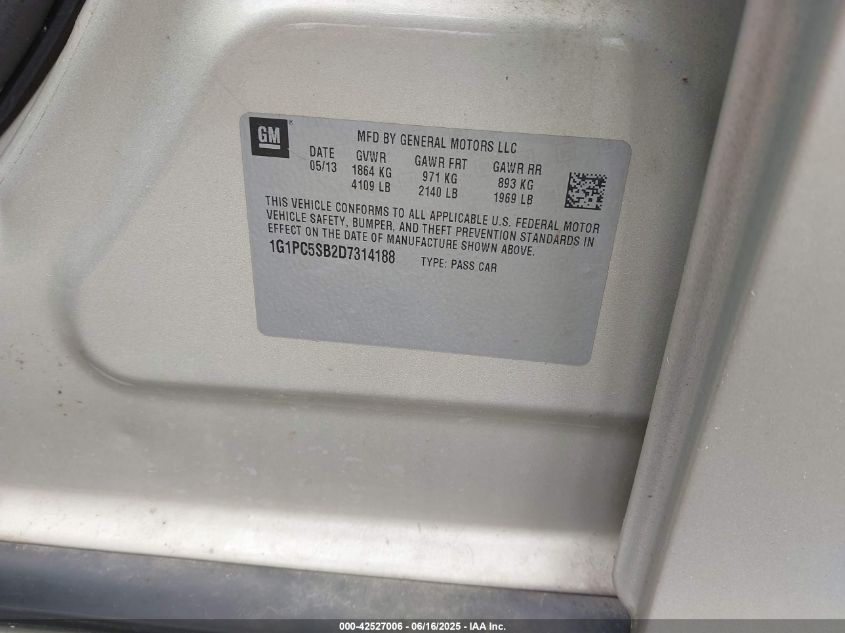 GM
MFD BY GENERAL MOTORS LLC
DATE GVWR GAWR FRT GAWR RR
05/13 1864 KG 971 KG 893 KG
4109 LB 2140 LB 1969 LB
THIS VEHICLE CONFORMS TO ALL APPLICABLE U.S. FEDERAL MOTOR
VEHICLE SAFETY, BUMPER, AND THEFT PREVENTION STANDARDS IN
EFFECT ON THE DATE OF MANUFACTURE SHOWN ABOVE.
1G1PC5SB2D7314188 TYPE: PASS CAR
000-42527006 - 06/16/2025 - IAA Inc.